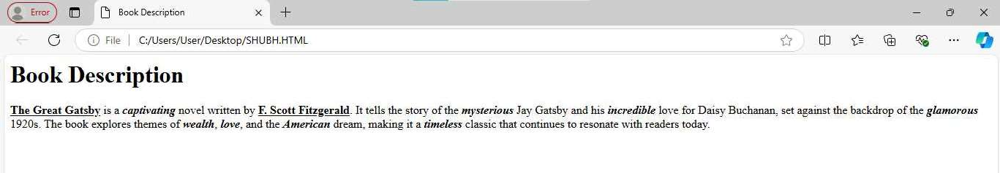 Error
Book Description
File
C:/Users/User/Desktop/SHUBH.HTML
Book Description
The Great Gatsby is a captivating novel written by F. Scott Fitzgerald. It tells the story of the mysterious Jay Gatsby and his incredible love for Daisy Buchanan, set against the backdrop of the glamorous
1920s. The book explores themes of wealth, love, and the American dream, making it a timeless classic that continues to resonate with readers today.